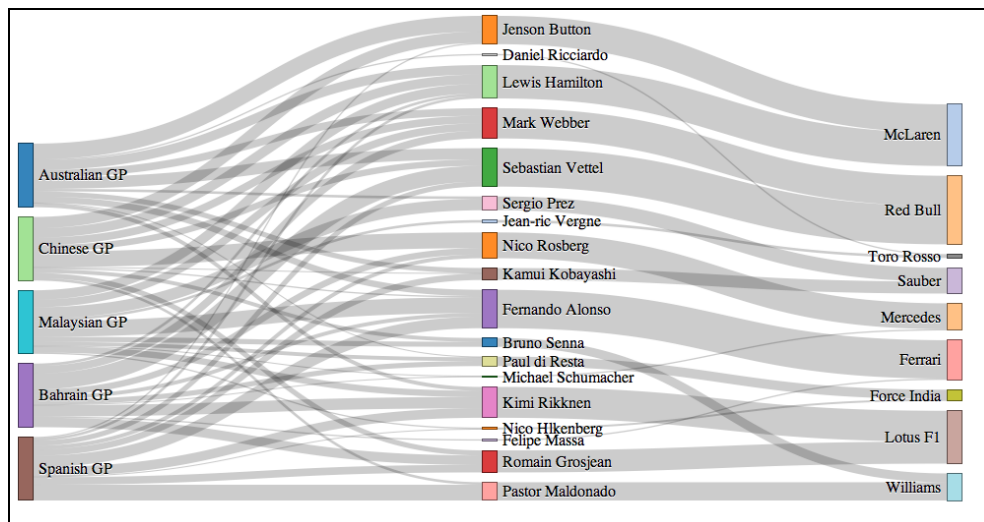 Australian GP
Chinese GP
Malaysian GP
Bahrain GP
Spanish GP
Jenson Button
Daniel Ricciardo
Lewis Hamilton
Mark Webber
Sebastian Vettel
Sergio Prez
Jean-ric Vergne
Nico Rosberg
Kamui Kobayashi
Fernando Alonso
Bruno Senna
Paul di Resta
Michael Schumacher
Kimi Rikknen
Nico Hlkenberg
Felipe Massa
Romain Grosjean
Pastor Maldonado
McLaren
Red Bull
Toro Rosso
Sauber
Mercedes
Ferrari
Force India
Lotus F1
Williams